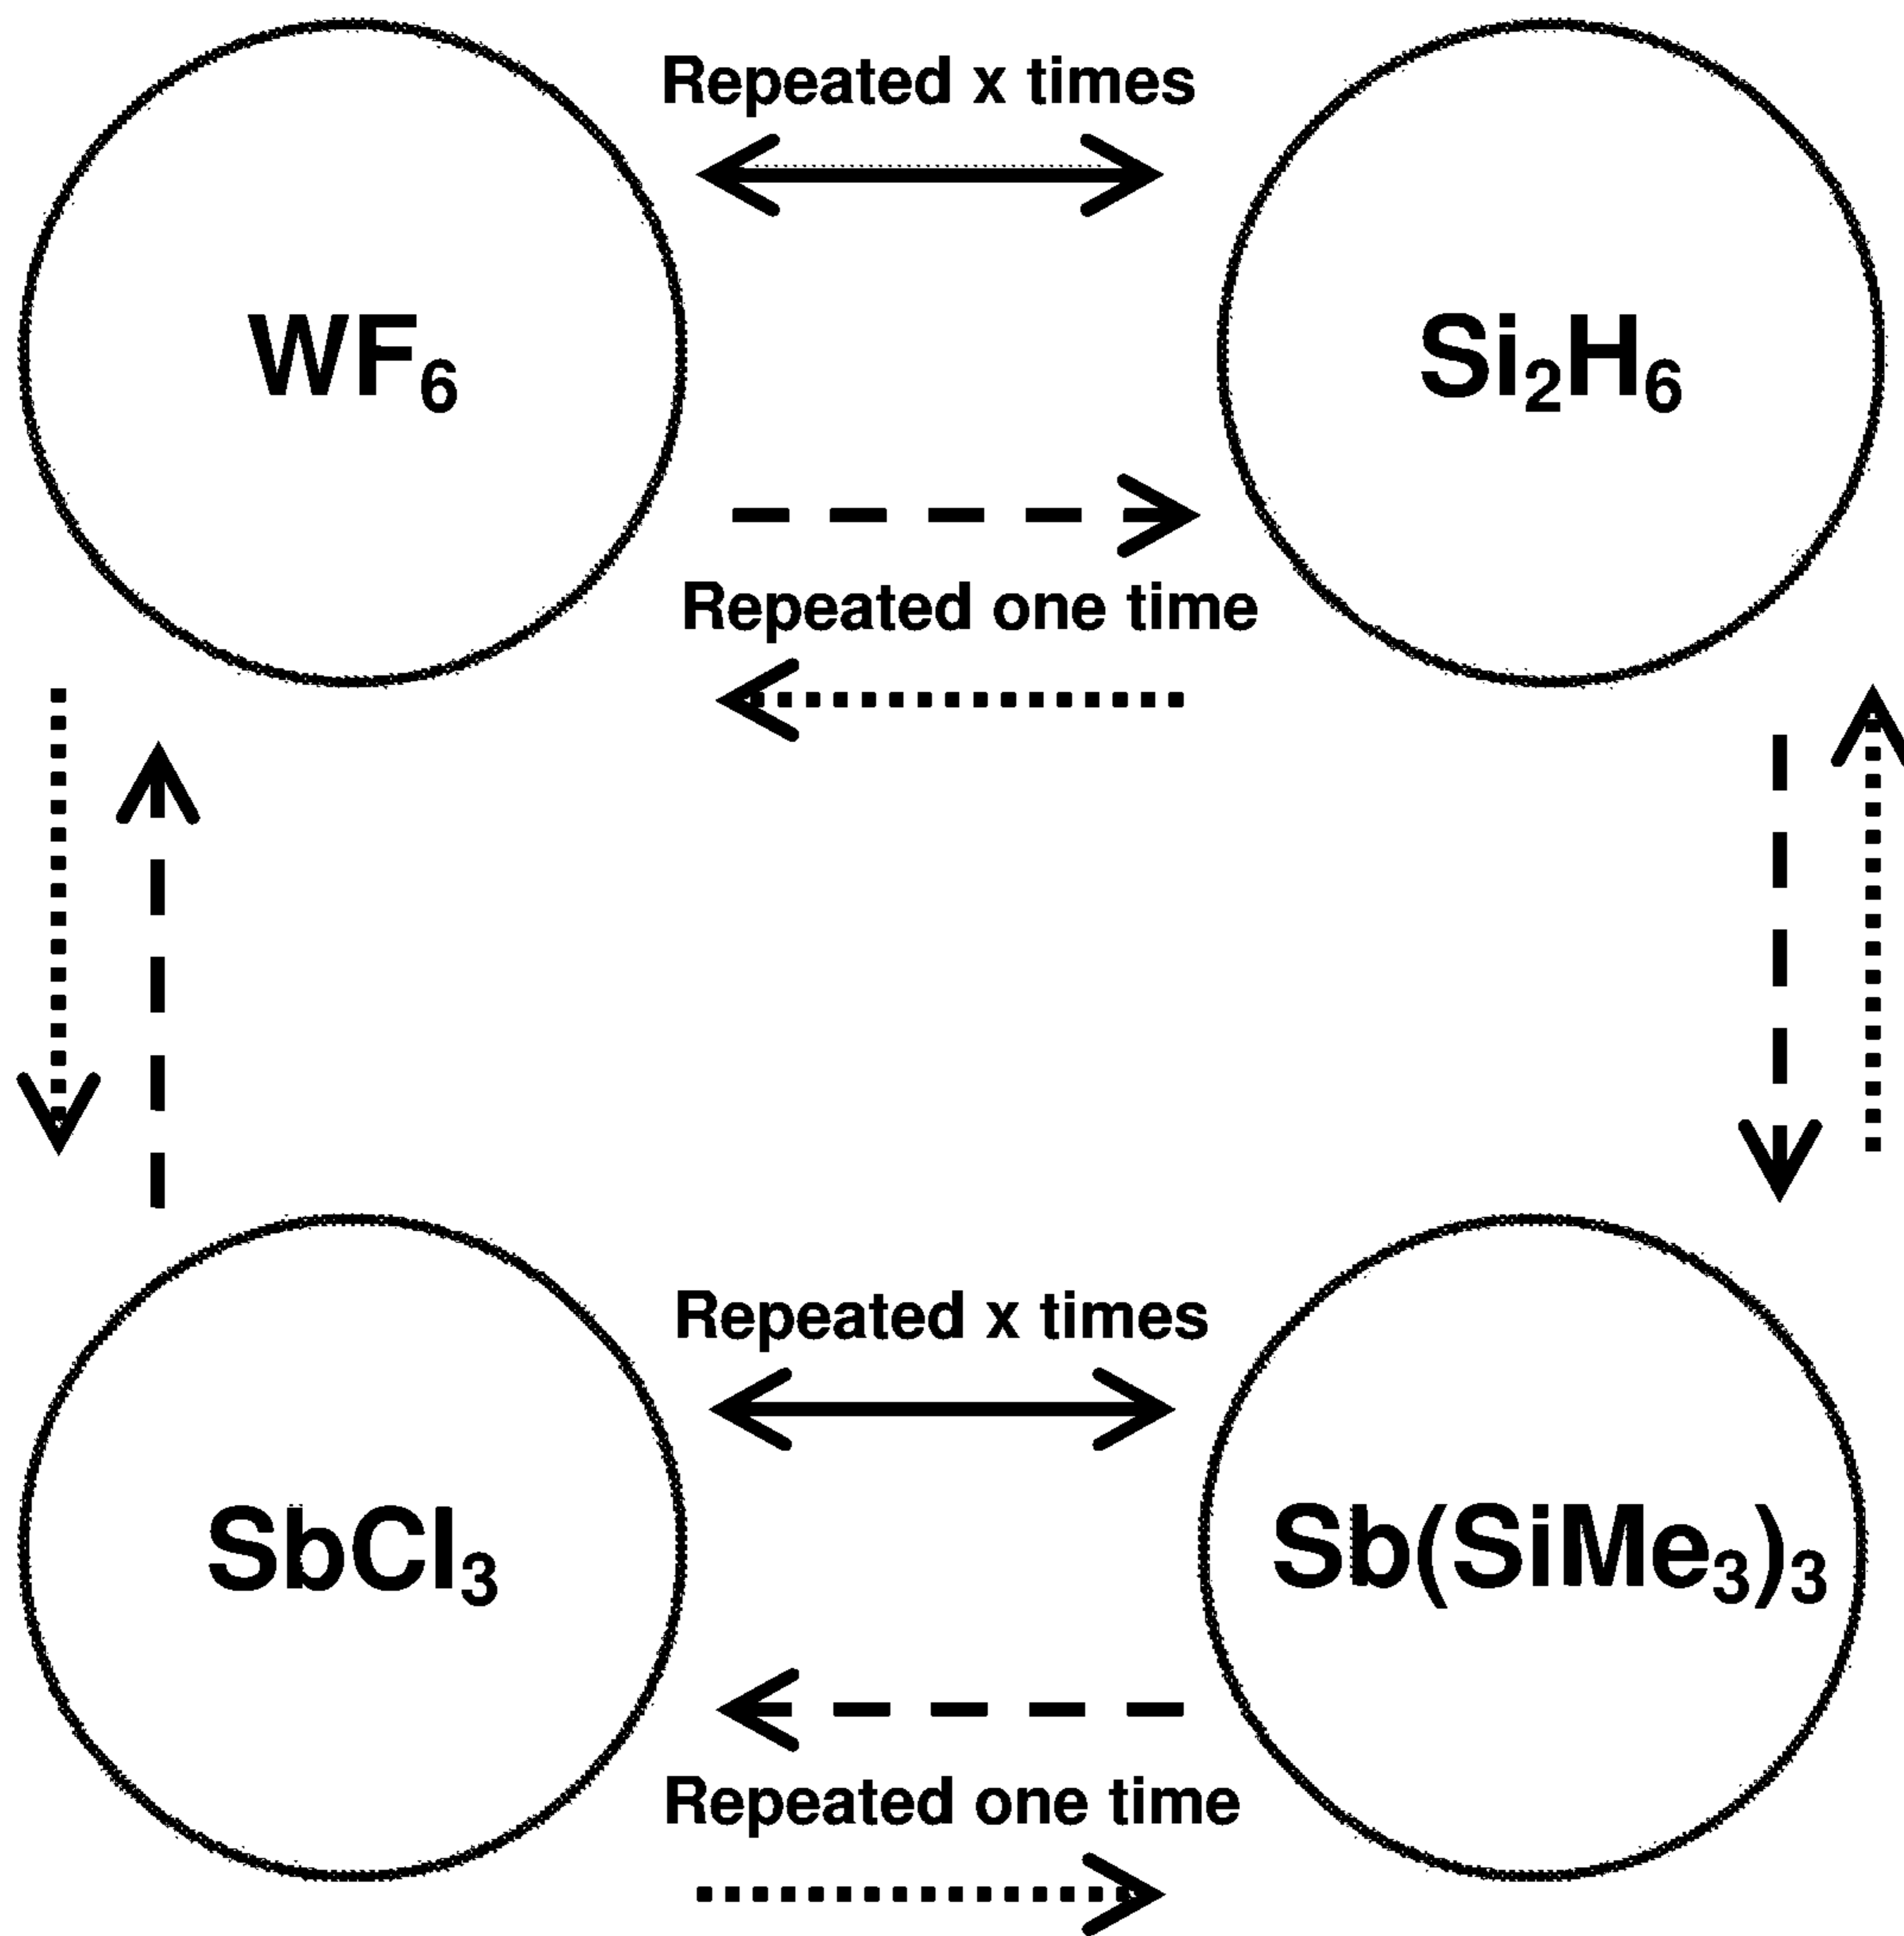 Repeated x times
WF₆
Si₂H₆
Repeated one time
Repeated x times
SbCl₃
Sb(SiMe₃)₃
Repeated one time